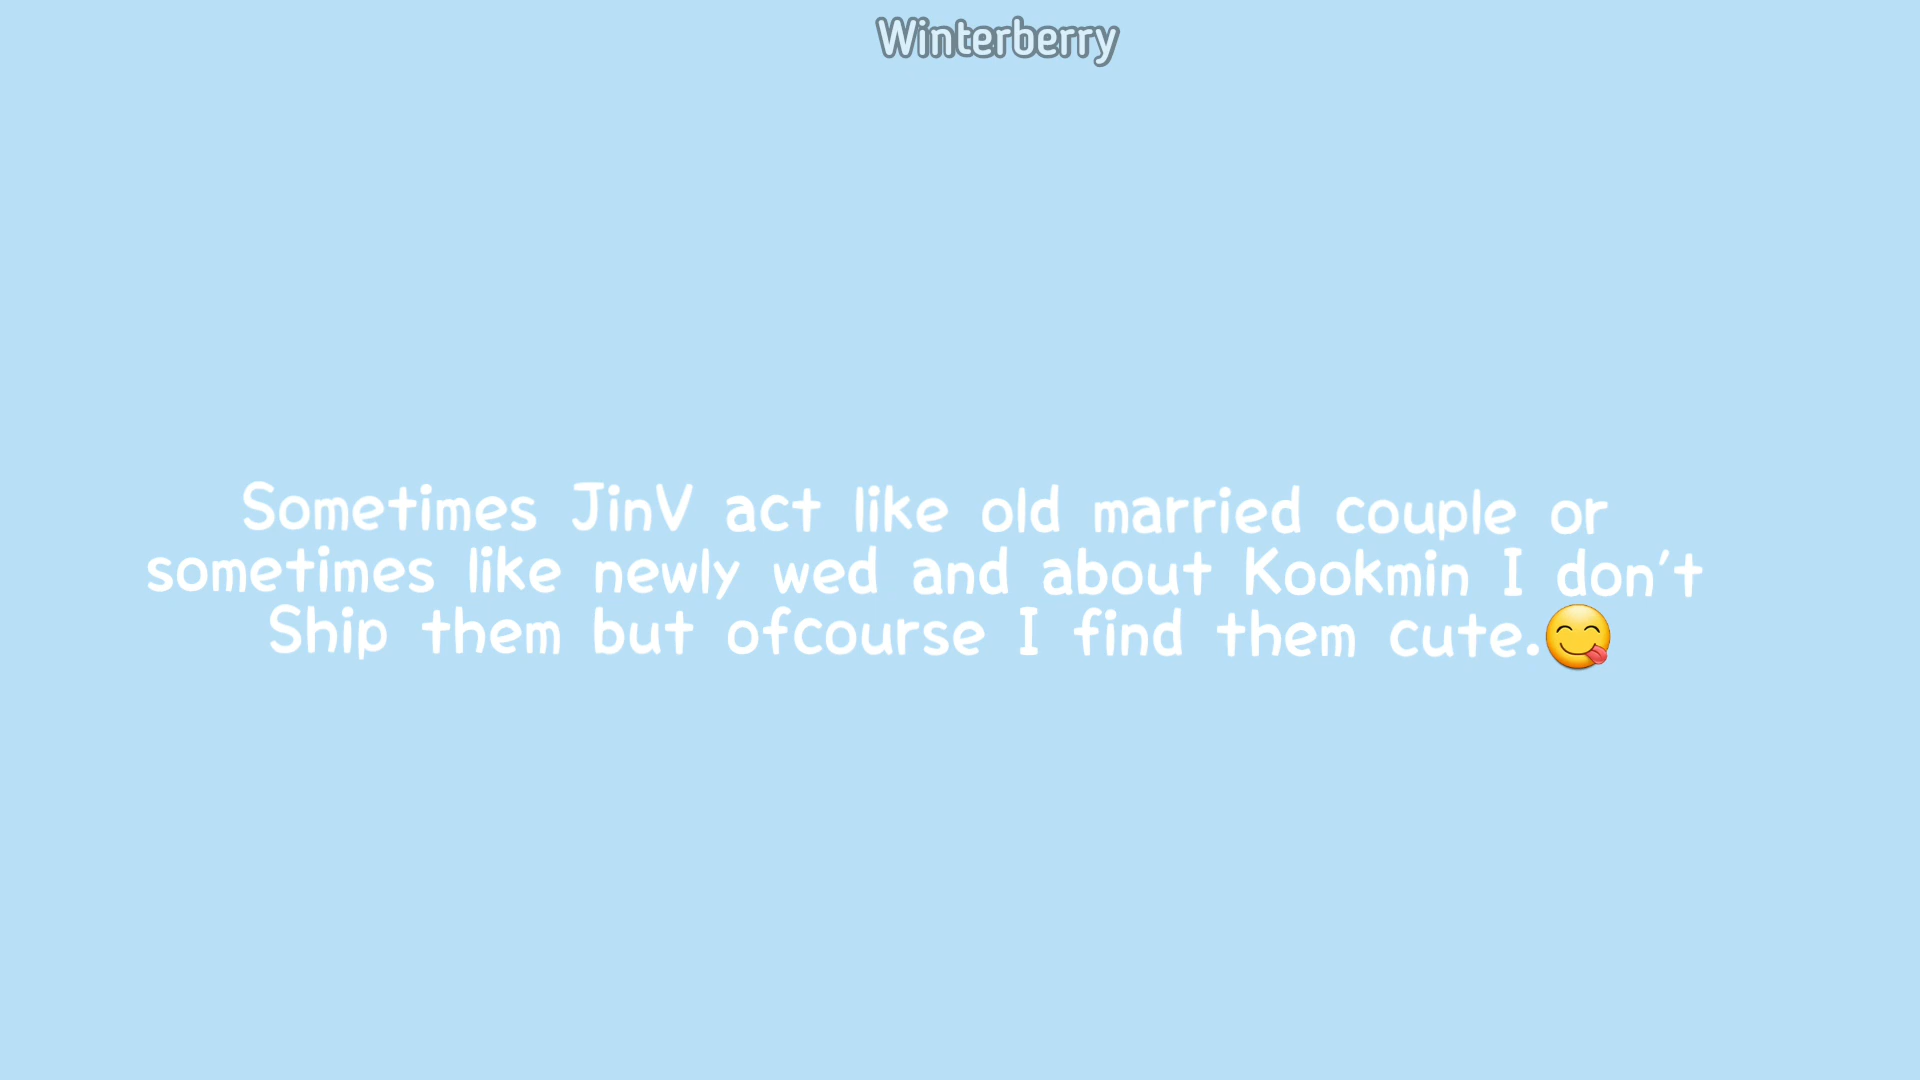 Winterberry
Sometimes JinV act like old married couple or
sometimes like newly wed and about Kookmin I don't
Ship them but ofcourse I find them cute.😋